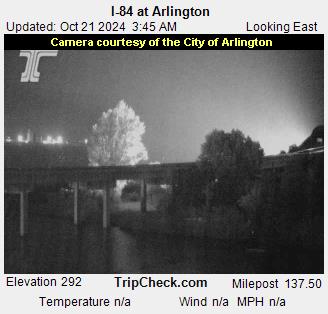 I-84 at Arlington
Updated: Oct 21 2024 3:45 AM Looking East
Camera courtesy of the City of Arlington
Elevation 292 TripCheck.com Milepost 137.50
Temperature n/a Wind n/a MPH n/a